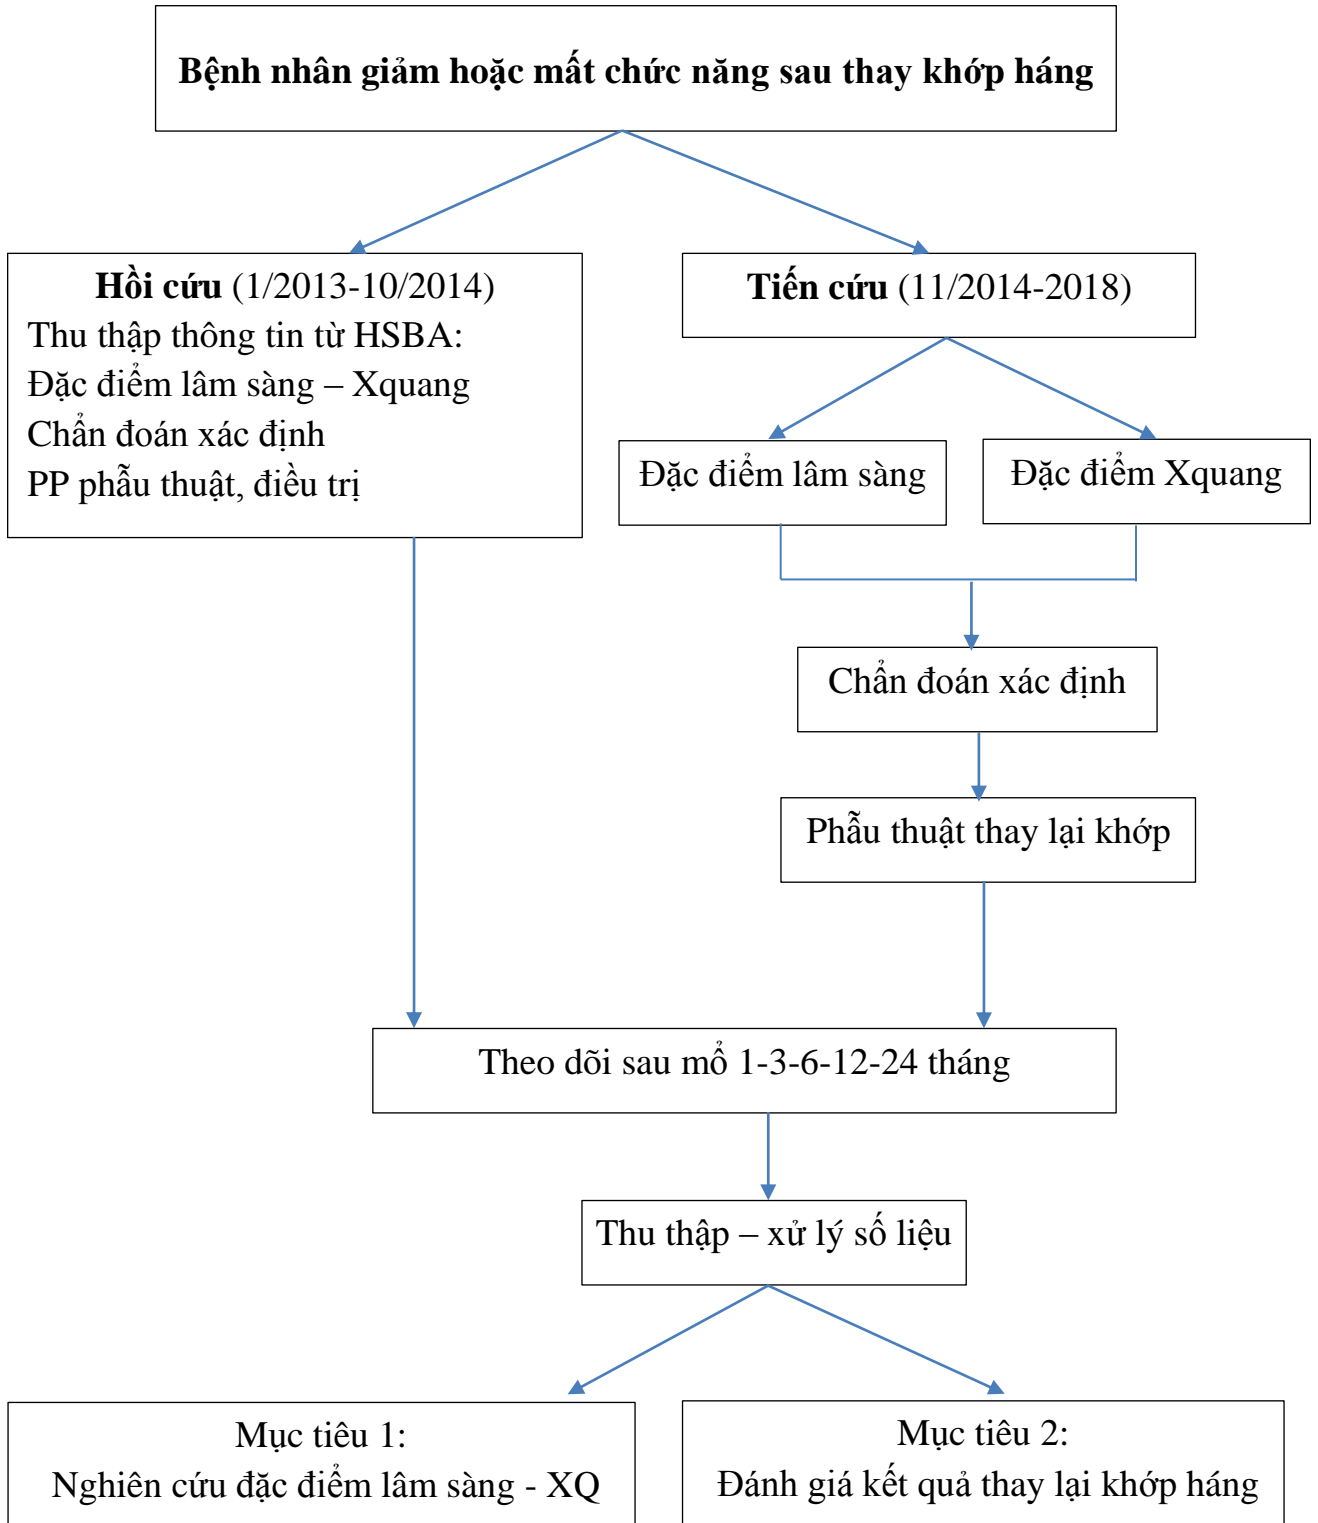 Bệnh nhân giảm hoặc mất chức năng sau thay khớp háng
Hồi cứu (1/2013-10/2014)
Thu thập thông tin từ HSBA:
Đặc điểm lâm sàng – Xquang
Chẩn đoán xác định
PP phẫu thuật, điều trị
Tiến cứu (11/2014-2018)
Đặc điểm lâm sàng
Đặc điểm Xquang
Chẩn đoán xác định
Phẫu thuật thay lại khớp
Theo dõi sau mổ 1-3-6-12-24 tháng
Thu thập – xử lý số liệu
Mục tiêu 1:
Nghiên cứu đặc điểm lâm sàng - XQ
Mục tiêu 2:
Đánh giá kết quả thay lại khớp háng